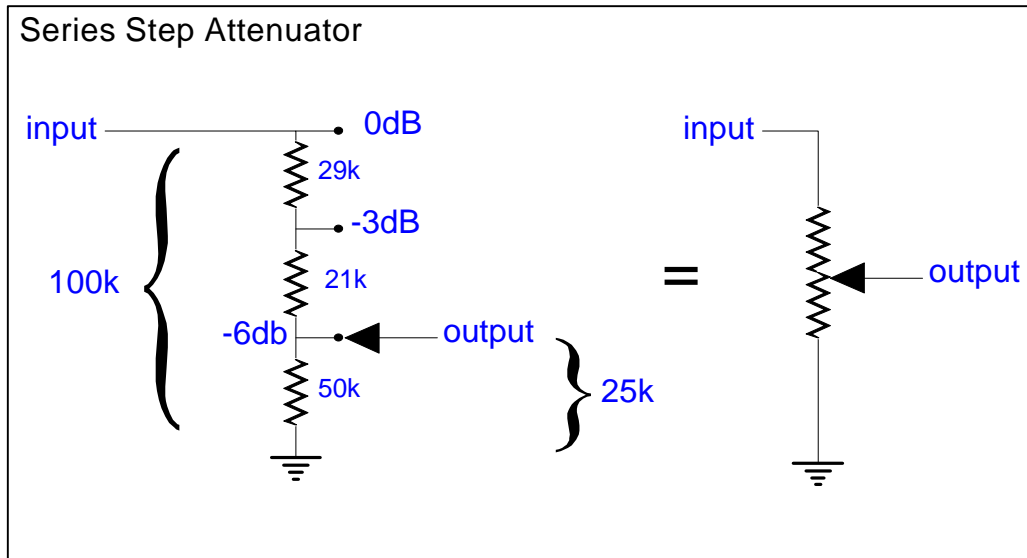 Series Step Attenuator
input
0dB
29k
-3dB
100k
21k
-6db
output
50k
25k
=
input
output